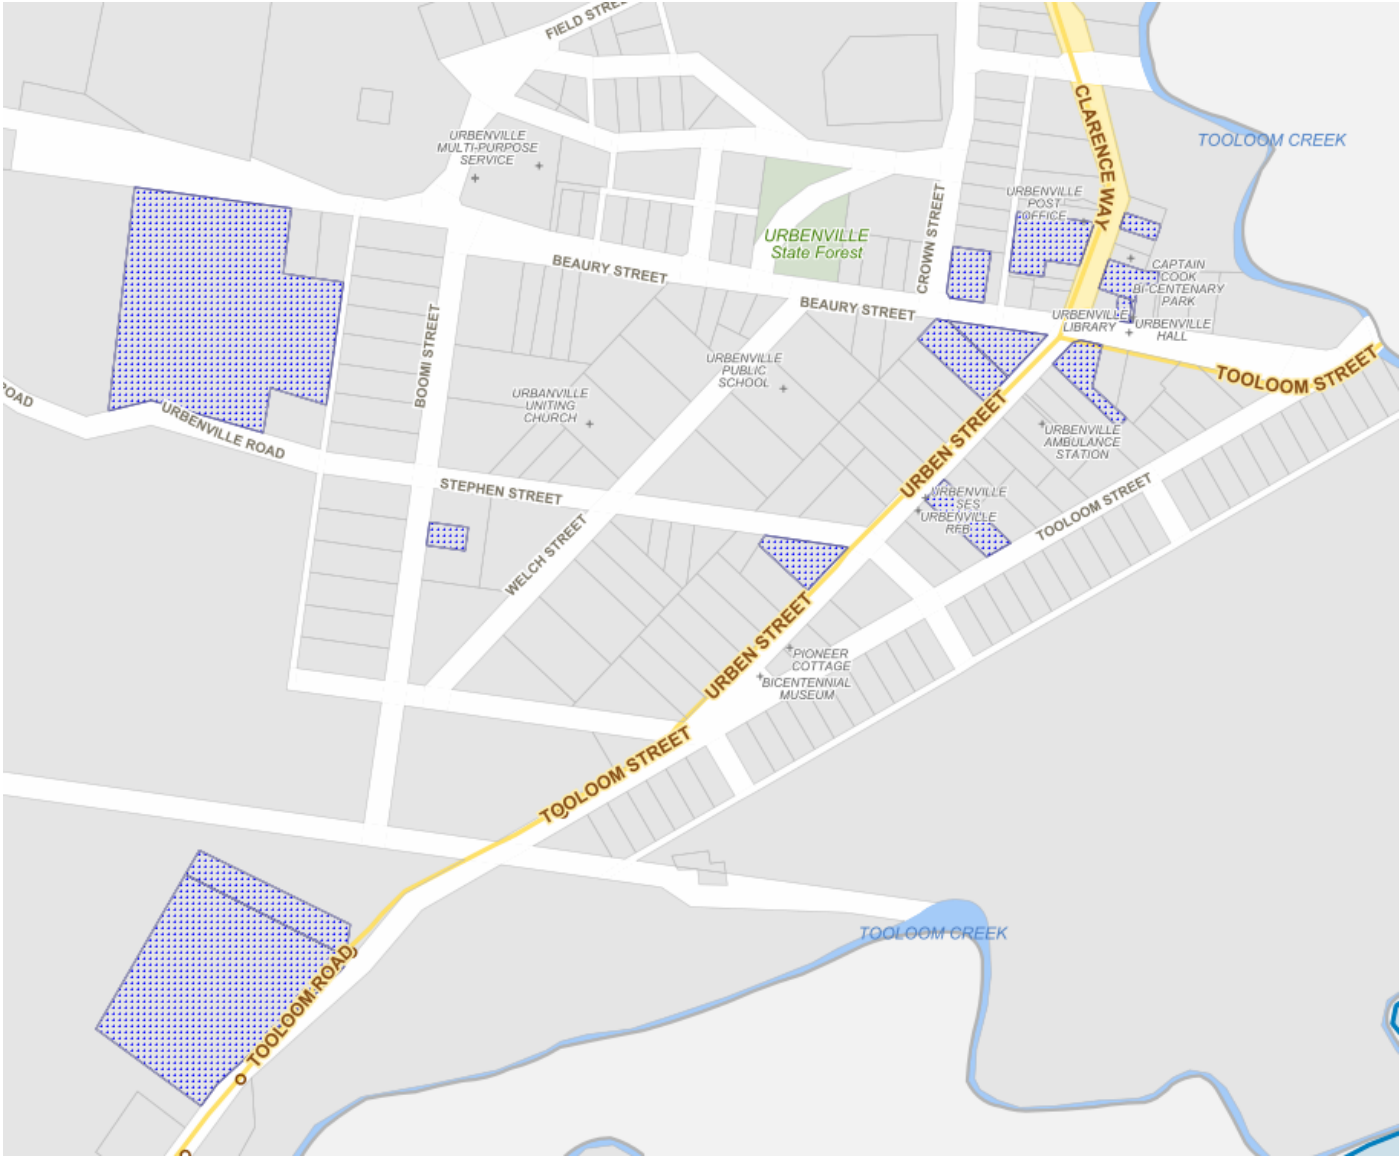 FIELD STREE
CLARENCE WAY
TOOLOOM CREEK
URBENVILLE
MULTI-PURPOSE
SERVICE
URBENVILLE
POST
OFFICE
CROWN STREET
URBENVILLE
State Forest
BEAURY STREET
CAPTAIN
COOK
BI-CENTENARY
PARK
BEAURY STREET
URBENVILLE
LIBRARY
URBENVILLE
HALL
BOOMI STREET
URBENVILLE
PUBLIC
SCHOOL
TOOLOOM STREET
ROAD
URBENVILLE ROAD
URBANVILLE
UNITING
CHURCH
URBEN STREET
URBENVILLE
AMBULANCE
STATION
STEPHEN STREET
URBENVILLE
SES
URBENVILLE
RFB
TOOLOOM STREET
WELCH STREET
URBEN STREET
PIONEER
COTTAGE
BICENTENNIAL
MUSEUM
TOOLOOM STREET
TOOLOOM CREEK
TOOLOOM ROAD